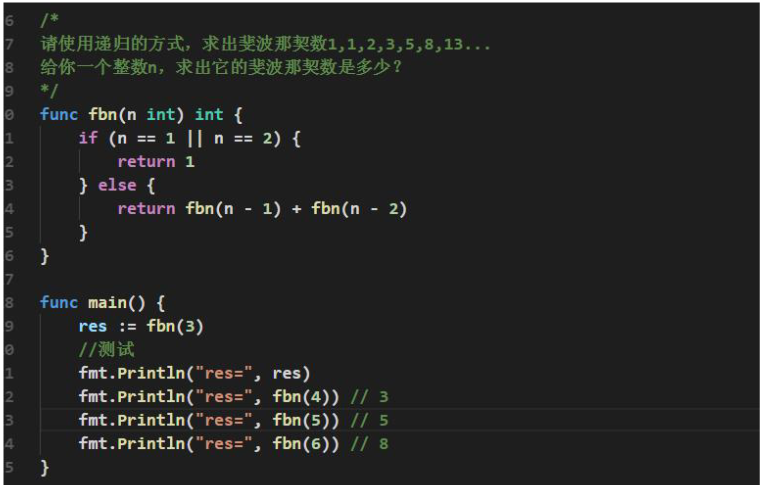 6 /*
7 请使用递归的方式，求出斐波那契数1,1,2,3,5,8,13...
8 给你一个整数n，求出它的斐波那契数是多少？
9 */
0 func fbn(n int) int {
1     if (n == 1 || n == 2) {
2         return 1
3     } else {
4         return fbn(n - 1) + fbn(n - 2)
5     }
6 }
7
8 func main() {
9     res := fbn(3)
0     //测试
1     fmt.Println("res=", res)
2     fmt.Println("res=", fbn(4)) // 3
3     fmt.Println("res=", fbn(5)) // 5
4     fmt.Println("res=", fbn(6)) // 8
5 }